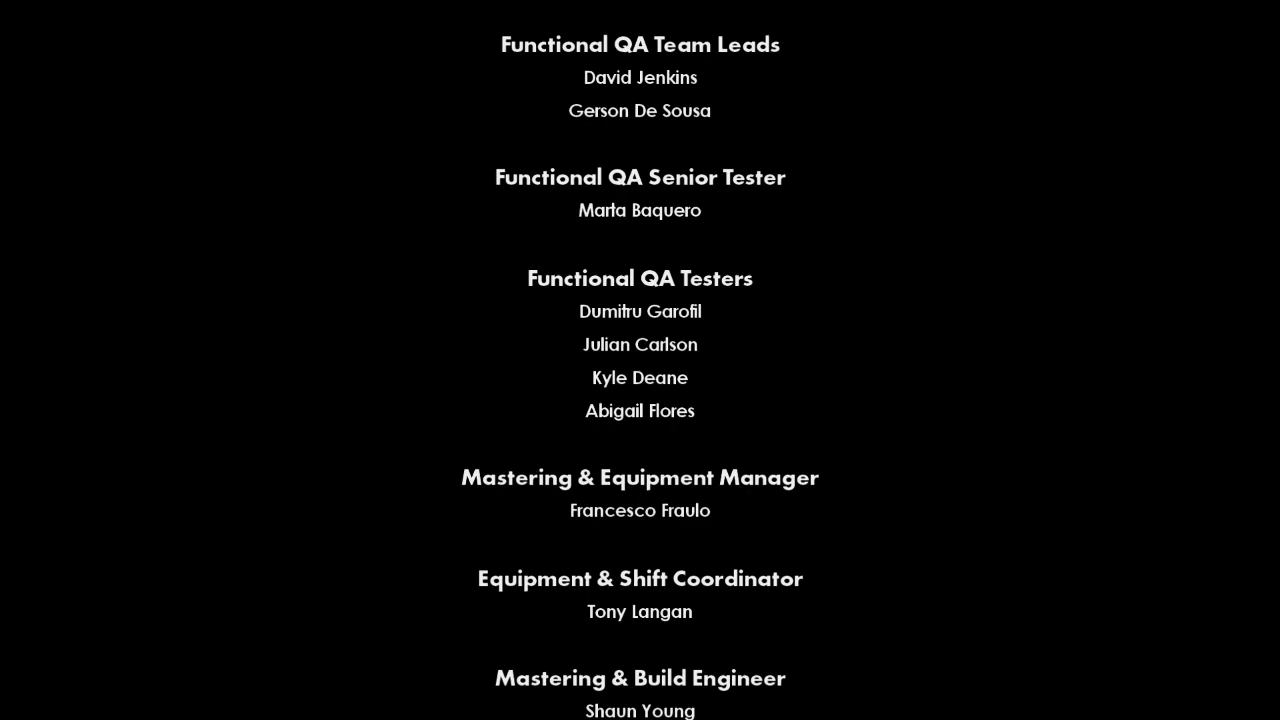 Functional QA Team Leads
David Jenkins
Gerson De Sousa
Functional QA Senior Tester
Marta Baquero
Functional QA Testers
Dumitru Garofil
Julian Carlson
Kyle Deane
Abigail Flores
Mastering & Equipment Manager
Francesco Fraulo
Equipment & Shift Coordinator
Tony Langan
Mastering & Build Engineer
Shaun Young